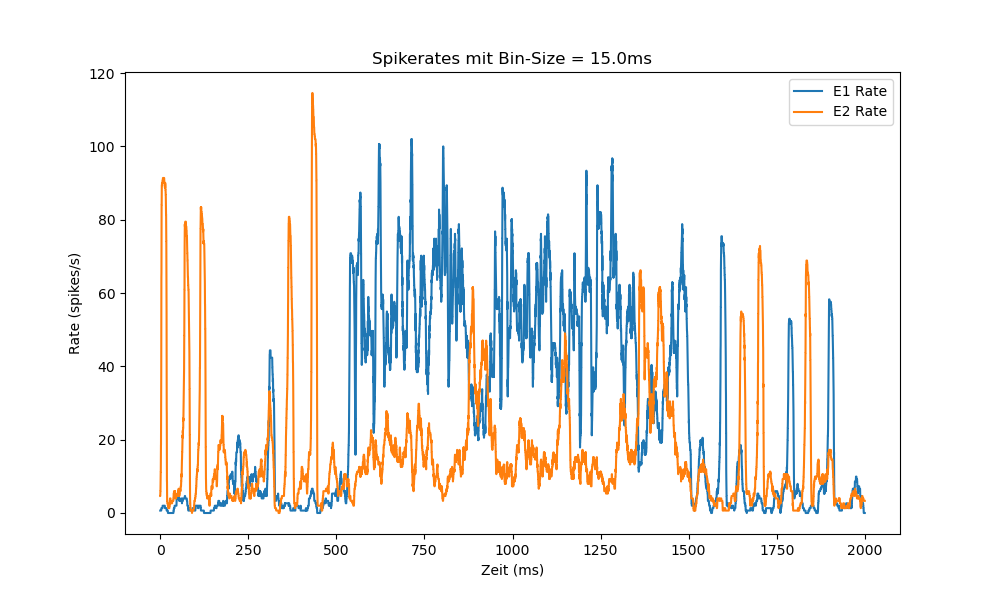 Spikerates mit Bin-Size = 15.0ms
E1 Rate
E2 Rate
Rate (spikes/s)
120
100
80
60
40
20
0
0 250 500 750 1000 1250 1500 1750 2000
Zeit (ms)